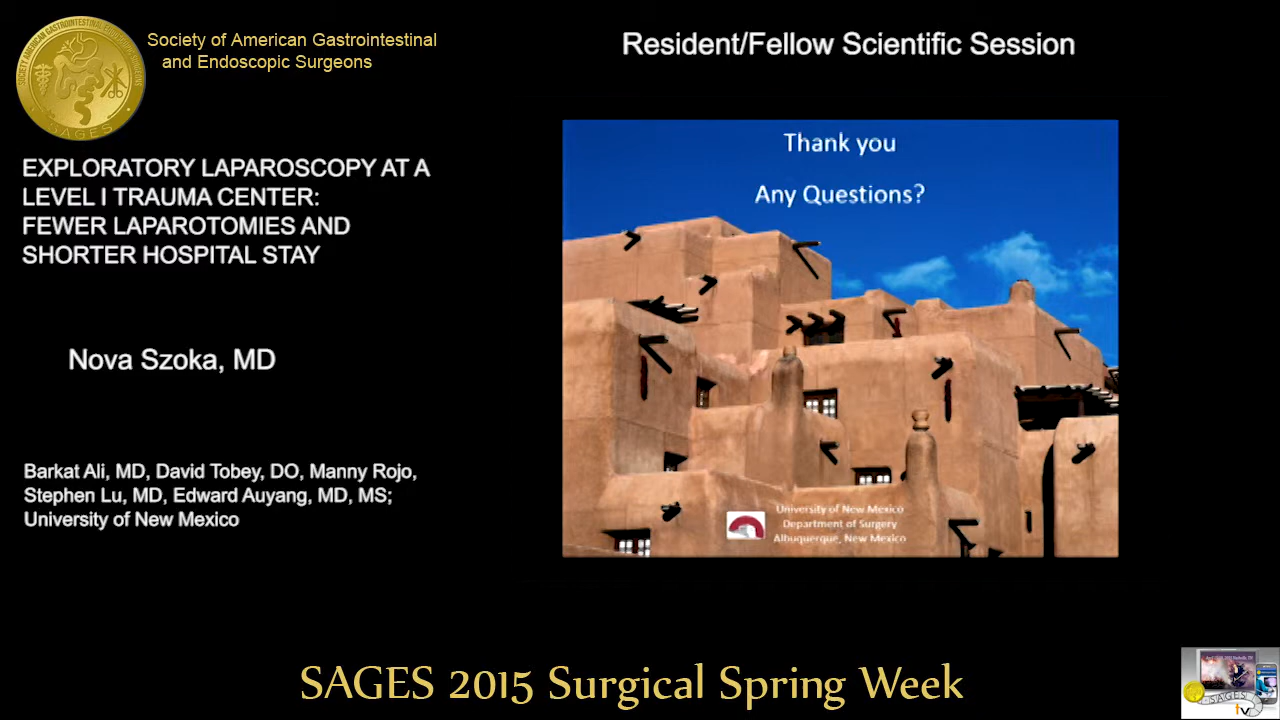 Society of American Gastrointestinal
and Endoscopic Surgeons
Resident/Fellow Scientific Session
EXPLORATORY LAPAROSCOPY AT A
LEVEL I TRAUMA CENTER:
FEWER LAPAROTOMIES AND
SHORTER HOSPITAL STAY
Nova Szoka, MD
Barkat Ali, MD, David Tobey, DO, Manny Rojo,
Stephen Lu, MD, Edward Auyang, MD, MS;
University of New Mexico
Thank you
Any Questions?
University of New Mexico
Department of Surgery
Albuquerque, New Mexico
SAGES 2015 Surgical Spring Week
SAGES
SAGES
tv